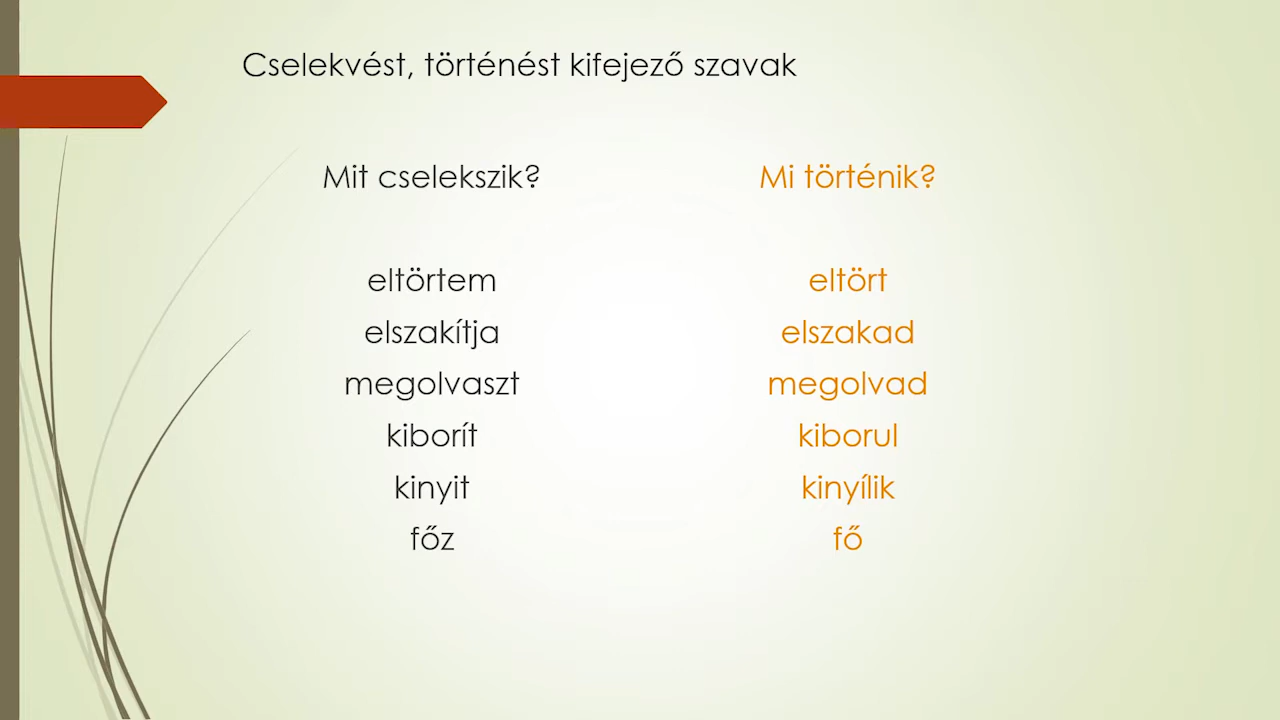 Cselekvést, történést kifejező szavak
Mit cselekszik? Mi történik?
eltörtem eltört
elszakítja elszakad
megolvaszt megolvad
kiborít kiborul
kinyit kinyílik
főz fő